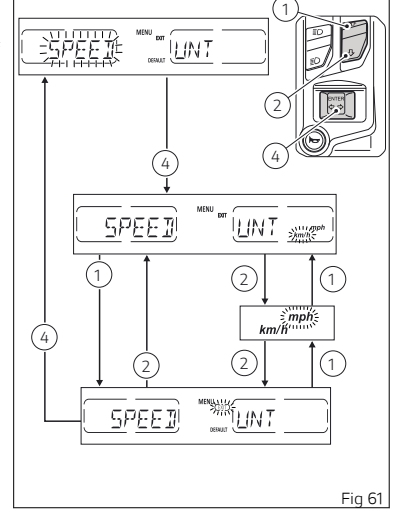 1
MENU
EXIT
DEFAULT
SPEED UNT
2
ENTER
4
4
MENU
EXIT
SPEED UNT km/h mph
1
2
1
km/h mph
4
2
2
1
MENU
DEFAULT
SPEED UNT
Fig 61